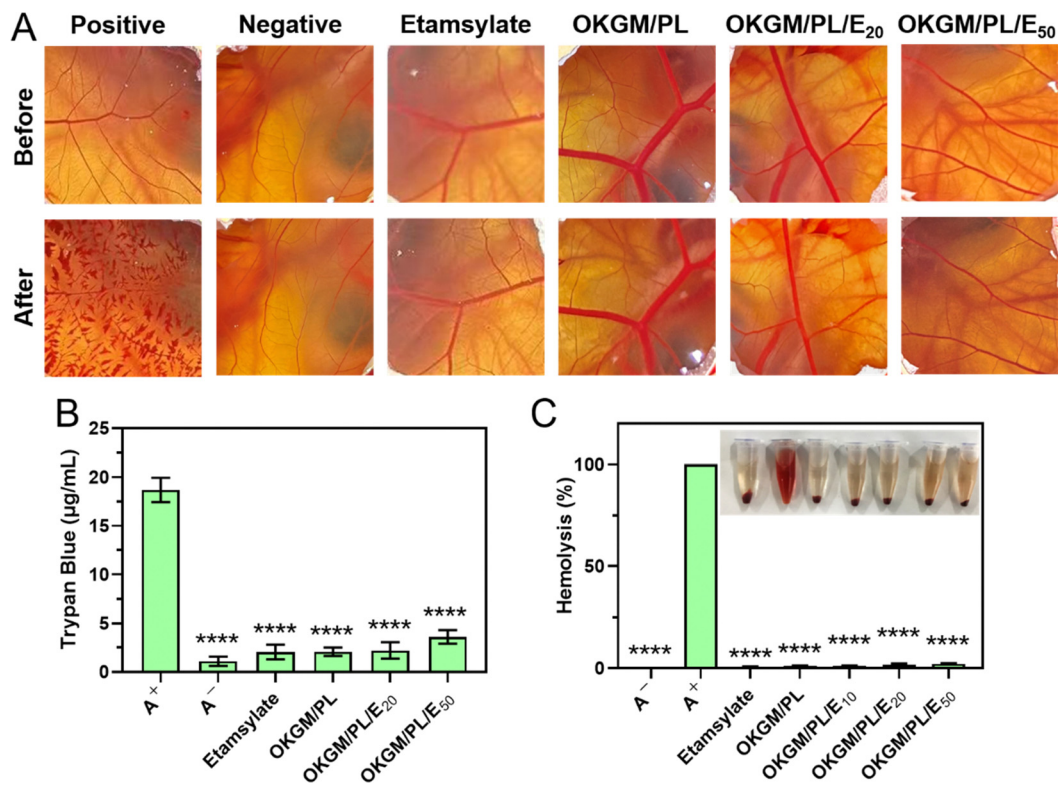 A
Positive Negative Etamsylate OKGM/PL OKGM/PL/E₂₀ OKGM/PL/E₅₀
Before
After
B
Trypan Blue (µg/mL)
25
20
15
10
5
0
**** **** **** **** ****
A⁺ A⁻ Etamsylate OKGM/PL OKGM/PL/E₂₀ OKGM/PL/E₅₀
C
Hemolysis (%)
100
50
0
**** **** **** **** **** ****
A⁻ A⁺ Etamsylate OKGM/PL OKGM/PL/E₁₀ OKGM/PL/E₂₀ OKGM/PL/E₅₀